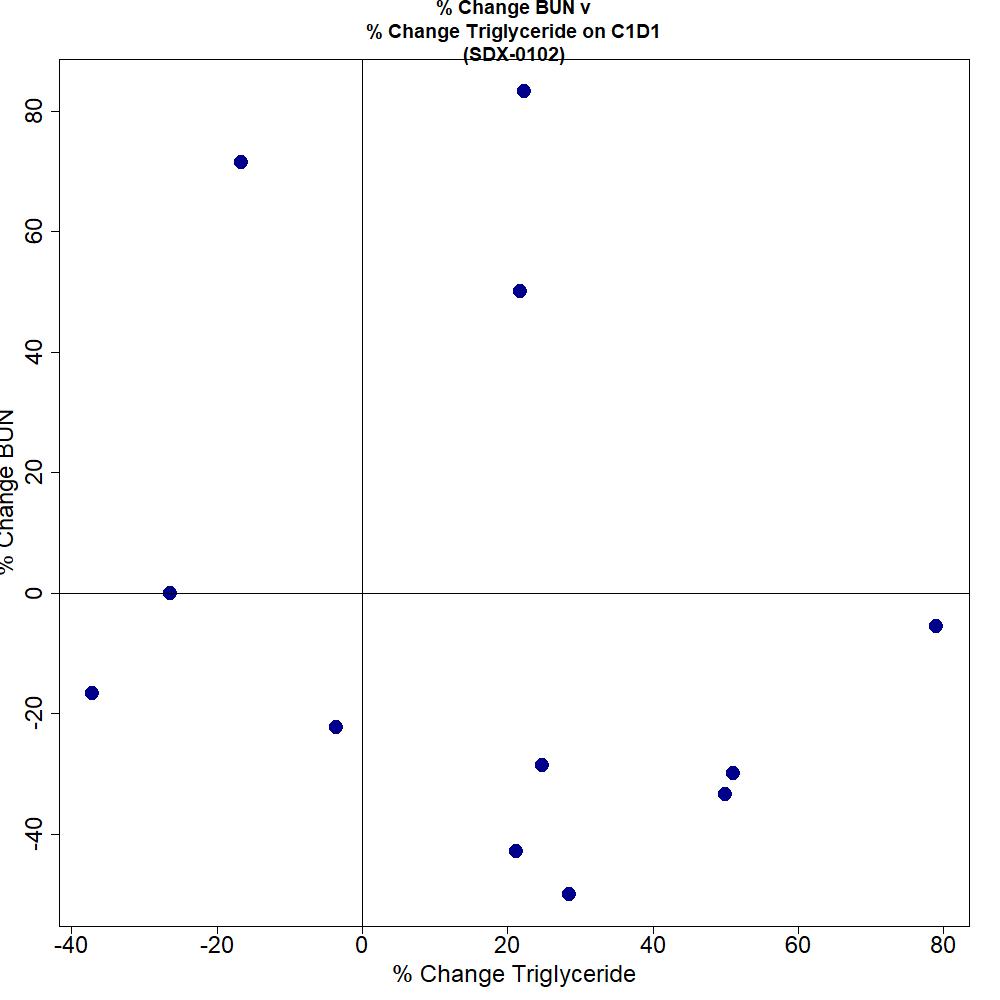 % Change BUN v
% Change Triglyceride on C1D1
(SDX-0102)
% Change BUN
80
60
40
20
0
-20
-40
-40 -20 0 20 40 60 80
% Change Triglyceride